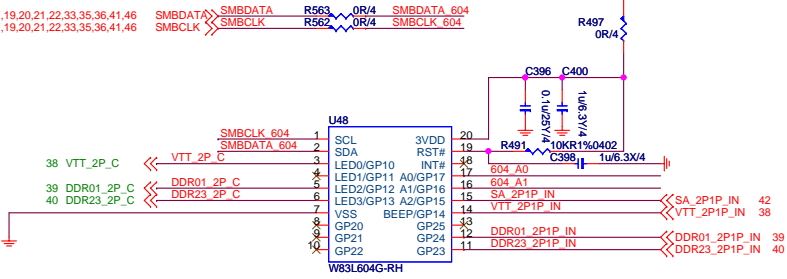 ,19,20,21,22,33,35,36,41,46 SMBDATA SMBDATA R563 0R/4 SMBDATA_604
,19,20,21,22,33,35,36,41,46 SMBCLK SMBCLK R562 0R/4 SMBCLK_604
R497
0R/4
C396 C400
0.1u/25Y/4
1u/6.3Y/4
U48
SMBCLK_604 1 SCL 3VDD 20
SMBDATA_604 2 SDA RST# 19 R491 10KR1%0402
38 VTT_2P_C VTT_2P_C 3 LED0/GP10 INT# 18 C398 1u/6.3X/4
4 LED1/GP11 A0/GP17 17 604_A0
39 DDR01_2P_C DDR01_2P_C 5 LED2/GP12 A1/GP16 16 604_A1
40 DDR23_2P_C DDR23_2P_C 6 LED3/GP13 A2/GP15 15 SA_2P1P_IN SA_2P1P_IN 42
7 VSS BEEP/GP14 14 VTT_2P1P_IN VTT_2P1P_IN 38
8 GP20 GP25 13
9 GP21 GP24 12 DDR01_2P1P_IN DDR01_2P1P_IN 39
10 GP22 GP23 11 DDR23_2P1P_IN DDR23_2P1P_IN 40
W83L604G-RH